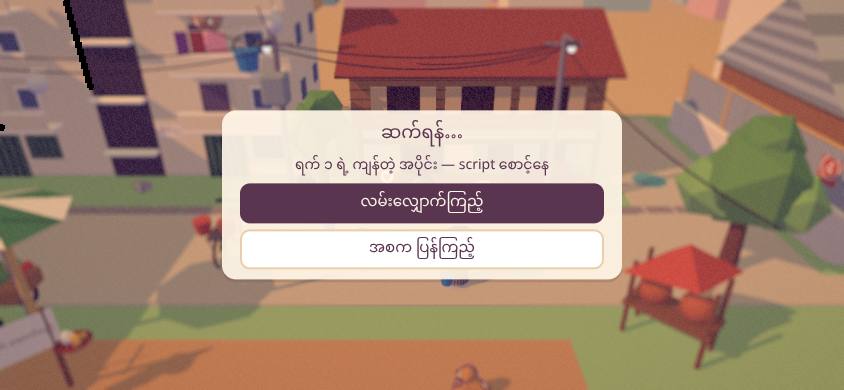 ဆက်ရန်...
ရက် ၁ ရဲ့ ကျန်တဲ့ အပိုင်း — script စောင့်နေ
လမ်းလျှောက်ကြည့်
အစက ပြန်ကြည့်